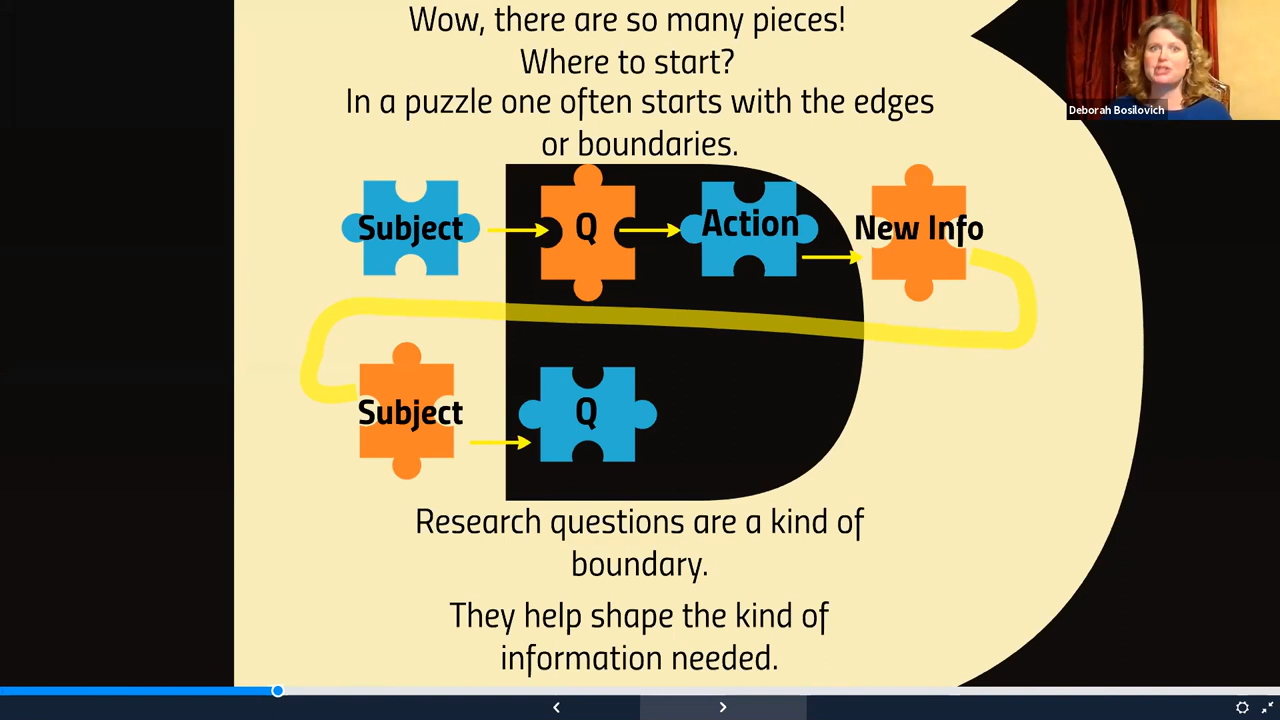 Wow, there are so many pieces!
Where to start?
In a puzzle one often starts with the edges
or boundaries.
Deborah Bosilovich
Subject
Q
Action
New Info
Subject
Q
Research questions are a kind of
boundary.
They help shape the kind of
information needed.